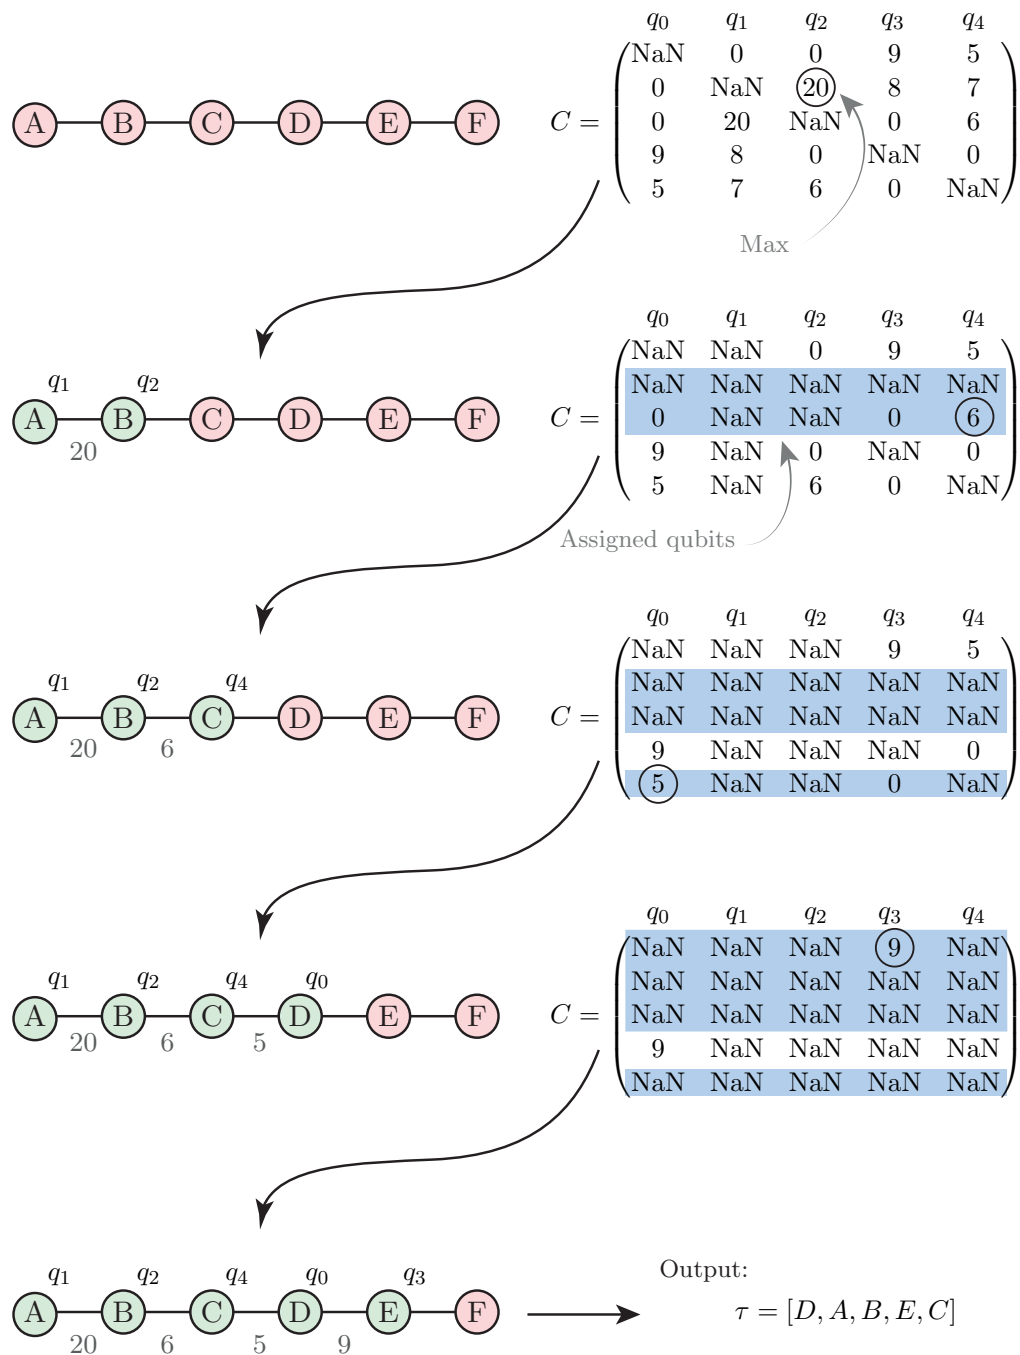 q₀ q₁ q₂ q₃ q₄
NaN 0 0 9 5
0 NaN 20 8 7
A B C D E F C = 0 20 NaN 0 6
9 8 0 NaN 0
5 7 6 0 NaN
Max
q₀ q₁ q₂ q₃ q₄
NaN NaN 0 9 5
q₁ q₂ NaN NaN NaN NaN NaN
A B C D E F C = 0 NaN NaN 0 6
20 9 NaN 0 NaN 0
5 NaN 6 0 NaN
Assigned qubits
q₀ q₁ q₂ q₃ q₄
NaN NaN NaN 9 5
q₁ q₂ q₄ NaN NaN NaN NaN NaN
A B C D E F C = NaN NaN NaN NaN NaN
20 6 9 NaN NaN NaN 0
5 NaN NaN 0 NaN
q₀ q₁ q₂ q₃ q₄
NaN NaN NaN 9 NaN
q₁ q₂ q₄ q₀ NaN NaN NaN NaN NaN
A B C D E F C = NaN NaN NaN NaN NaN
20 6 5 9 NaN NaN NaN NaN
NaN NaN NaN NaN NaN
Output:
q₁ q₂ q₄ q₀ q₃
A B C D E F τ = [D, A, B, E, C]
20 6 5 9